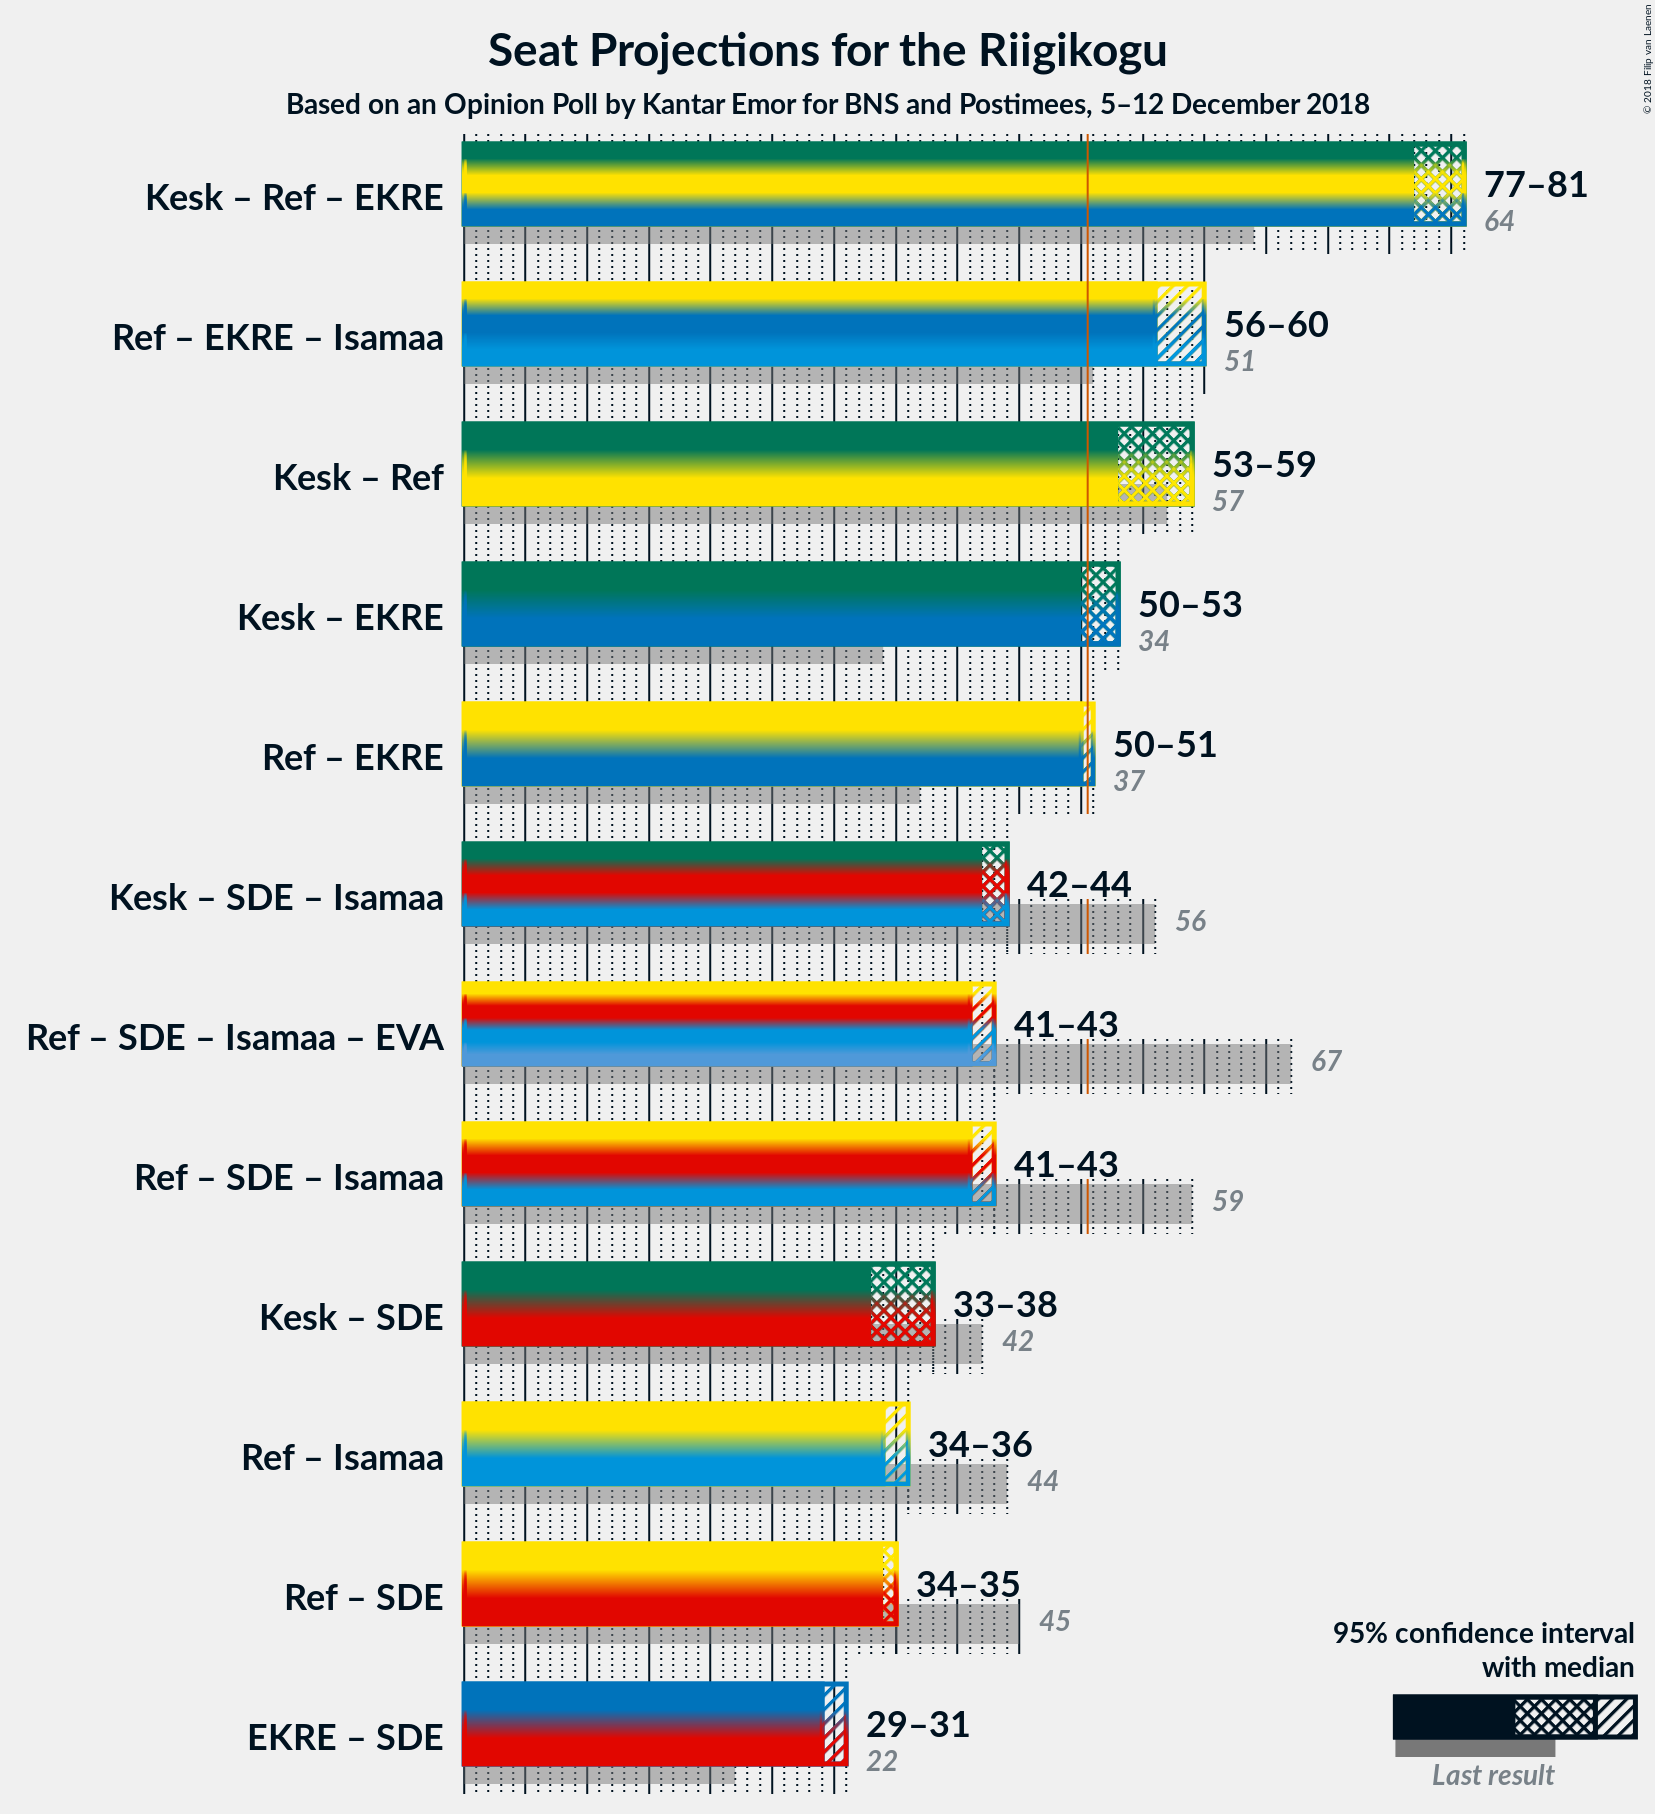 Seat Projections for the Riigikogu
Based on an Opinion Poll by Kantar Emor for BNS and Postimees, 5–12 December 2018
© 2018 Filip van Laenen
Kesk – Ref – EKRE
77–81
64
Ref – EKRE – Isamaa
56–60
51
Kesk – Ref
53–59
57
Kesk – EKRE
50–53
34
Ref – EKRE
50–51
37
Kesk – SDE – Isamaa
42–44
56
Ref – SDE – Isamaa – EVA
41–43
67
Ref – SDE – Isamaa
41–43
59
Kesk – SDE
33–38
42
Ref – Isamaa
34–36
44
Ref – SDE
34–35
45
EKRE – SDE
29–31
22
95% confidence interval
with median
Last result